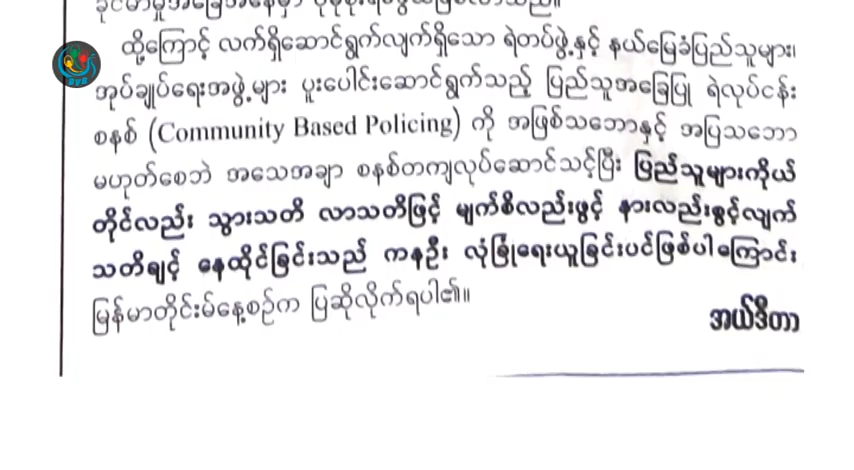 ထို့ကြောင့် လက်ရှိဆောင်ရွက်လျက်ရှိသော ရဲတပ်ဖွဲ့နှင့် နယ်မြေခံပြည်သူများ၊
အုပ်ချုပ်ရေးအဖွဲ့များ ပူးပေါင်းဆောင်ရွက်သည့် ပြည်သူအခြေပြု ရဲလုပ်ငန်း
စနစ် (Community Based Policing) ကို အဖြစ်သဘောနှင့် အပြသဘော
မဟုတ်စေဘဲ အသေအချာ စနစ်တကျလုပ်ဆောင်သင့်ပြီး ပြည်သူများကိုယ်
တိုင်လည်း သွားသတိ လာသတိဖြင့် မျက်စိလည်းဖွင့် နားလည်းစွင့်လျက်
သတိချင့် နေထိုင်ခြင်းသည် ကနဦး လုံခြုံရေးယူခြင်းပင်ဖြစ်ပါကြောင်း
မြန်မာတိုင်းမ်နေ့စဉ်က ပြဆိုလိုက်ရပါ၏။
အယ်ဒီတာ